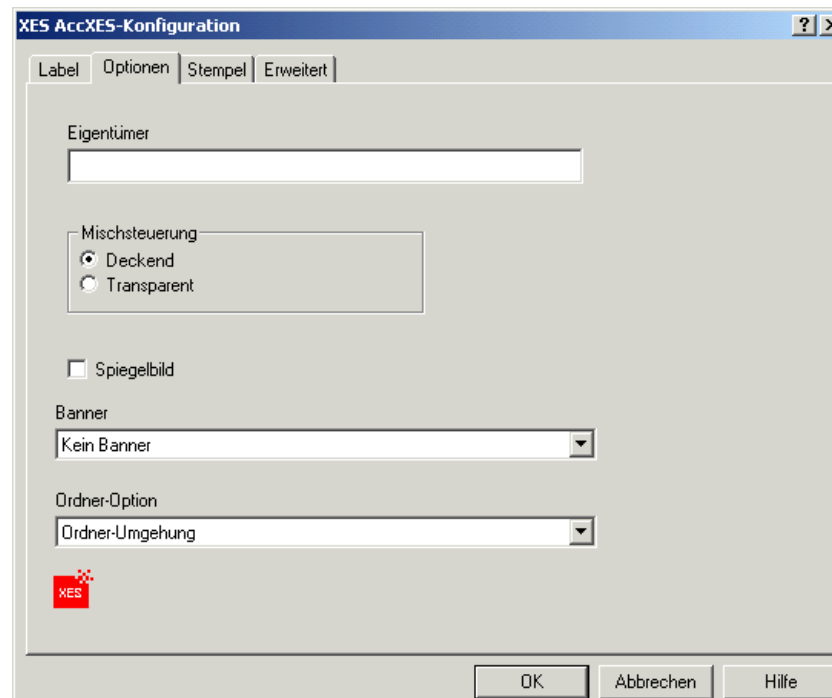 XES AccXES-Konfiguration
Label Optionen Stempel Erweitert
Eigentümer
Mischsteuerung
Deckend
Transparent
Spiegelbild
Banner
Kein Banner
Ordner-Option
Ordner-Umgehung
XES
OK Abbrechen Hilfe